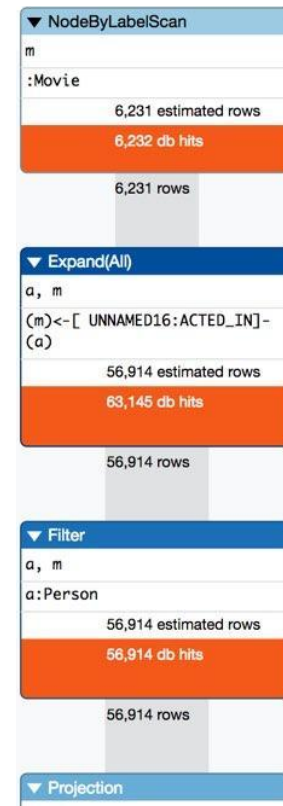 ▼ NodeByLabelScan
m
:Movie
6,231 estimated rows
6,232 db hits
6,231 rows
▼ Expand(All)
a, m
(m)<-[ UNNAMED16:ACTED_IN]-
(a)
56,914 estimated rows
63,145 db hits
56,914 rows
▼ Filter
a, m
a:Person
56,914 estimated rows
56,914 db hits
56,914 rows
▼ Projection